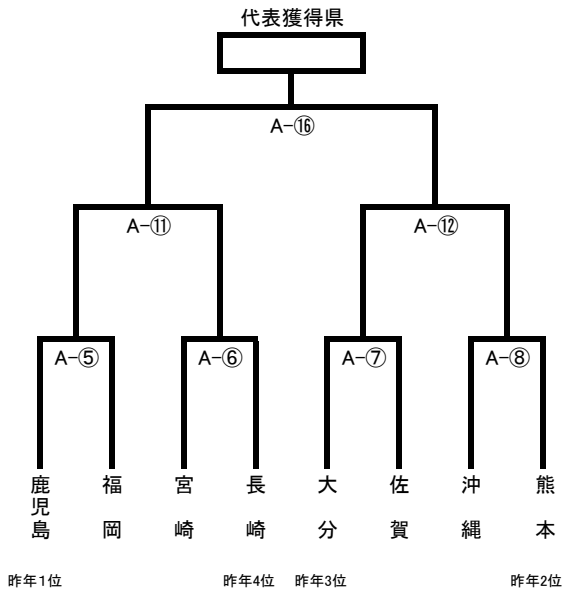 代表獲得県
A-⑯
A-⑪
A-⑫
A-⑤
A-⑥
A-⑦
A-⑧
鹿児島
福岡
宮崎
長崎
大分
佐賀
沖縄
熊本
昨年1位
昨年4位
昨年3位
昨年2位